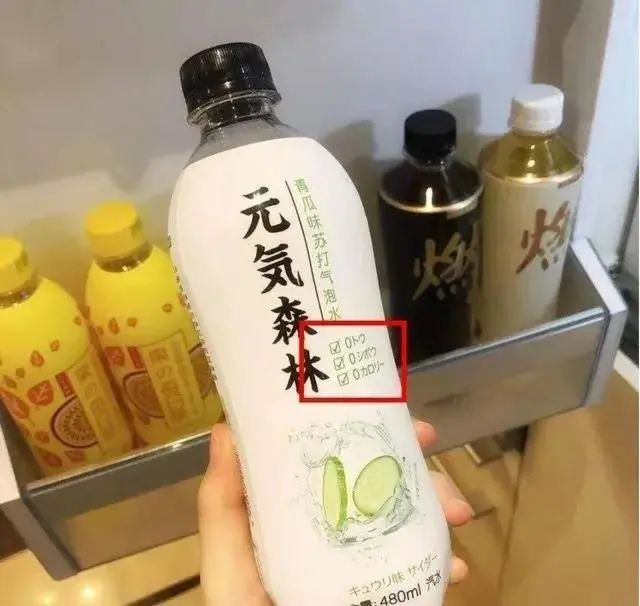 元気森林
青瓜味苏打气泡水
0トウ
0シボウ
0カロリー
キュウリ味 サイダー
480ml 汽水
燃
燃